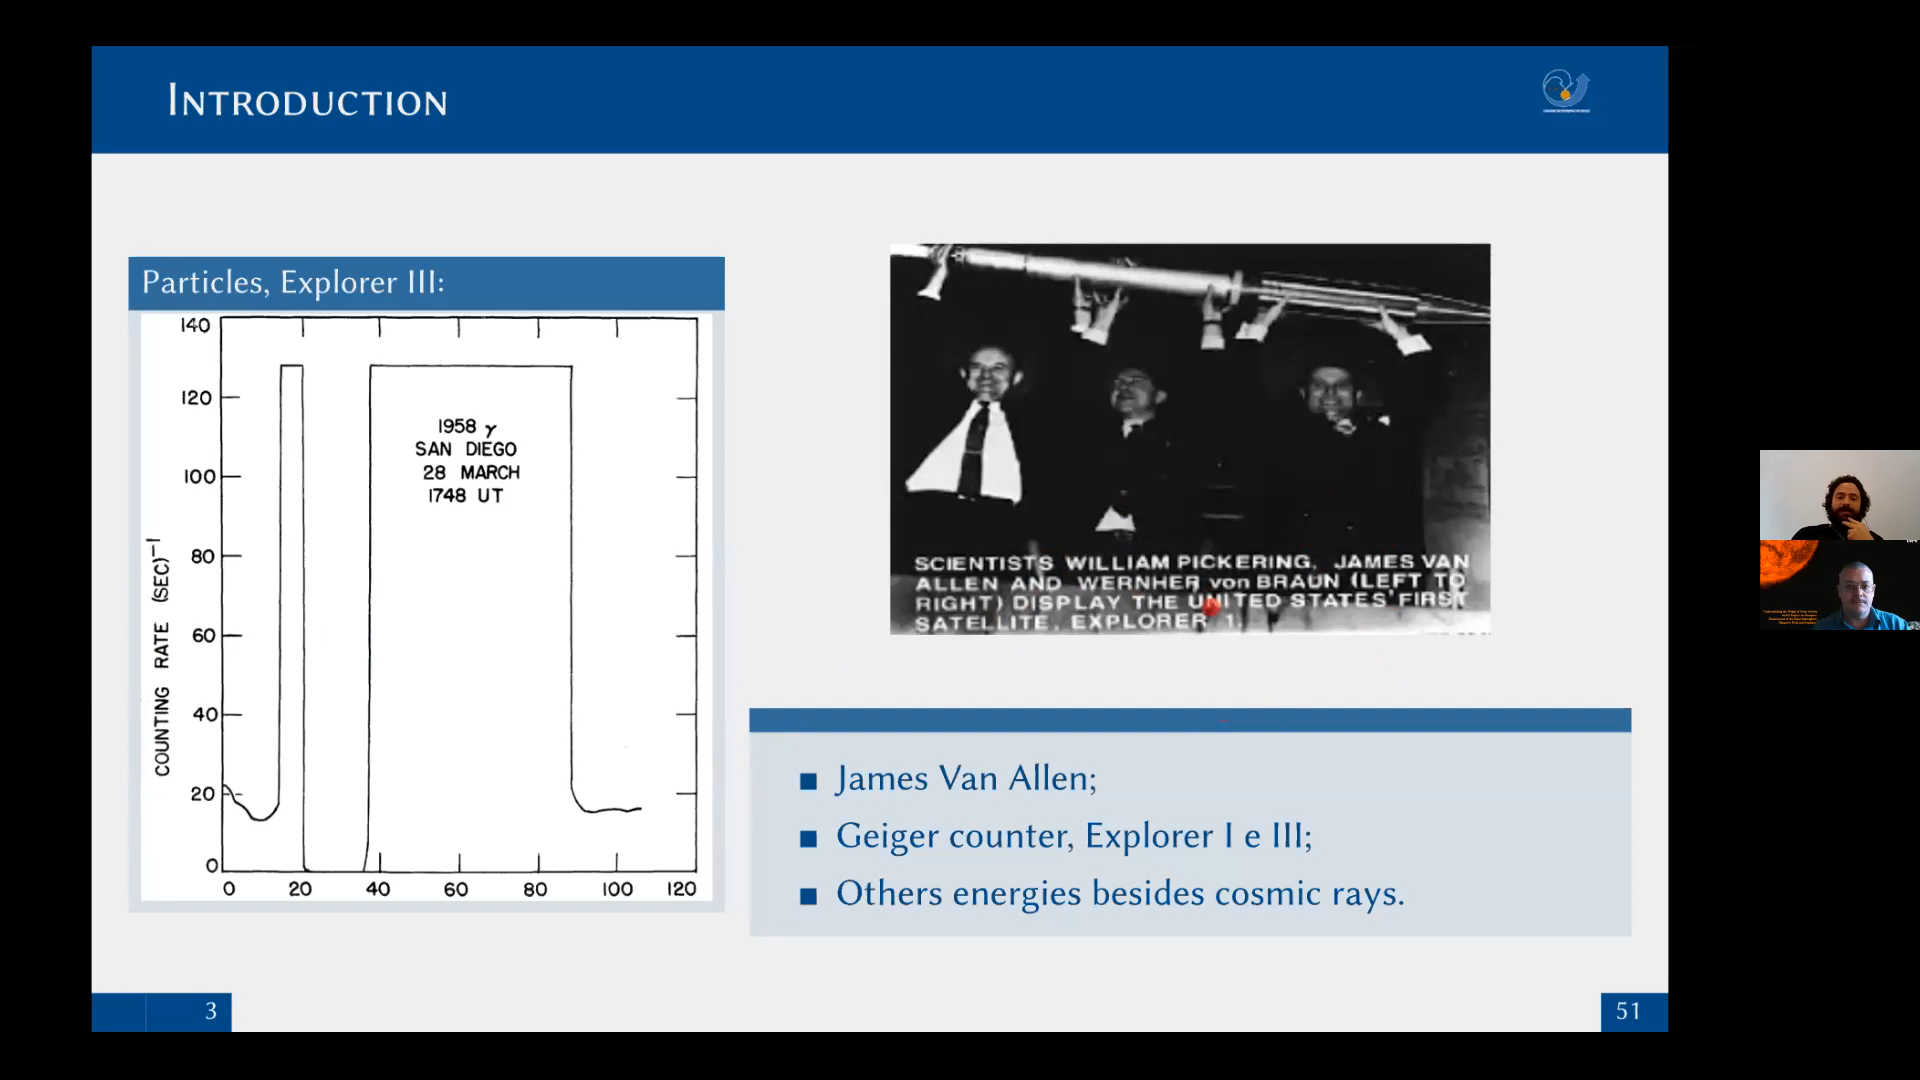 INTRODUCTION
Particles, Explorer III:
140
120
100
80
60
40
20
0
COUNTING RATE (SEC)⁻¹
1958 γ
SAN DIEGO
28 MARCH
1748 UT
0 20 40 60 80 100 120
SCIENTISTS WILLIAM PICKERING, JAMES VAN
ALLEN AND WERNHER von BRAUN (LEFT TO
RIGHT) DISPLAY THE UNITED STATES' FIRST
SATELLITE, EXPLORER 1.
■ James Van Allen;
■ Geiger counter, Explorer I e III;
■ Others energies besides cosmic rays.
3
51